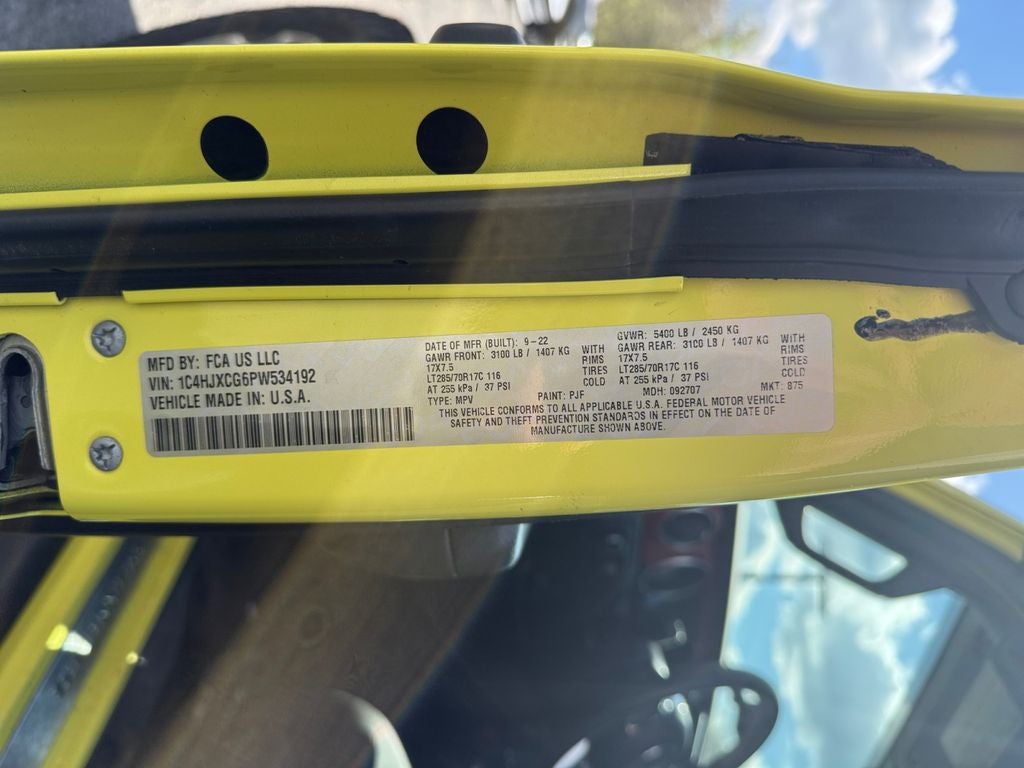 MFD BY: FCA US LLC
VIN: 1C4HJXCG6PW534192
VEHICLE MADE IN: U.S.A.
DATE OF MFR (BUILT): 9-22
GAWR FRONT: 3100 LB / 1407 KG WITH
17X7.5 RIMS
LT285/70R17C 116 TIRES
AT 255 kPa / 37 PSI COLD
TYPE: MPV PAINT: PJF
GVWR: 5400 LB / 2450 KG
GAWR REAR: 3100 LB / 1407 KG WITH
17X7.5 RIMS
LT285/70R17C 116 TIRES
AT 255 kPa / 37 PSI COLD
MDH: 092707 MKT: 875
THIS VEHICLE CONFORMS TO ALL APPLICABLE U.S.A. FEDERAL MOTOR VEHICLE
SAFETY AND THEFT PREVENTION STANDARDS IN EFFECT ON THE DATE OF
MANUFACTURE SHOWN ABOVE.